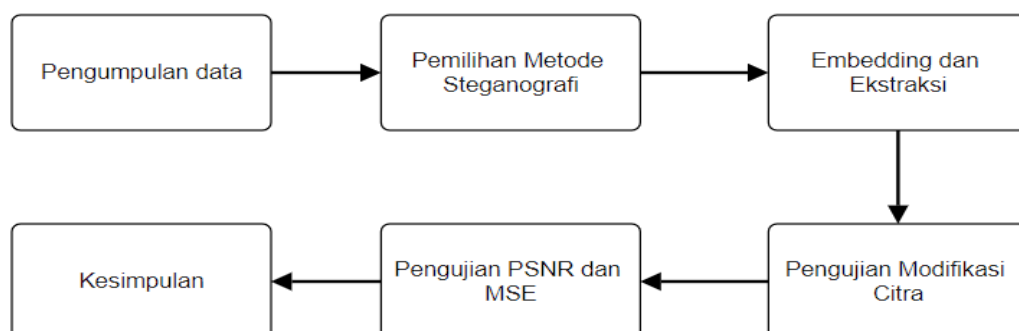 Pengumpulan data
Pemilihan Metode
Steganografi
Embedding dan
Ekstraksi
Pengujian Modifikasi
Citra
Pengujian PSNR dan
MSE
Kesimpulan